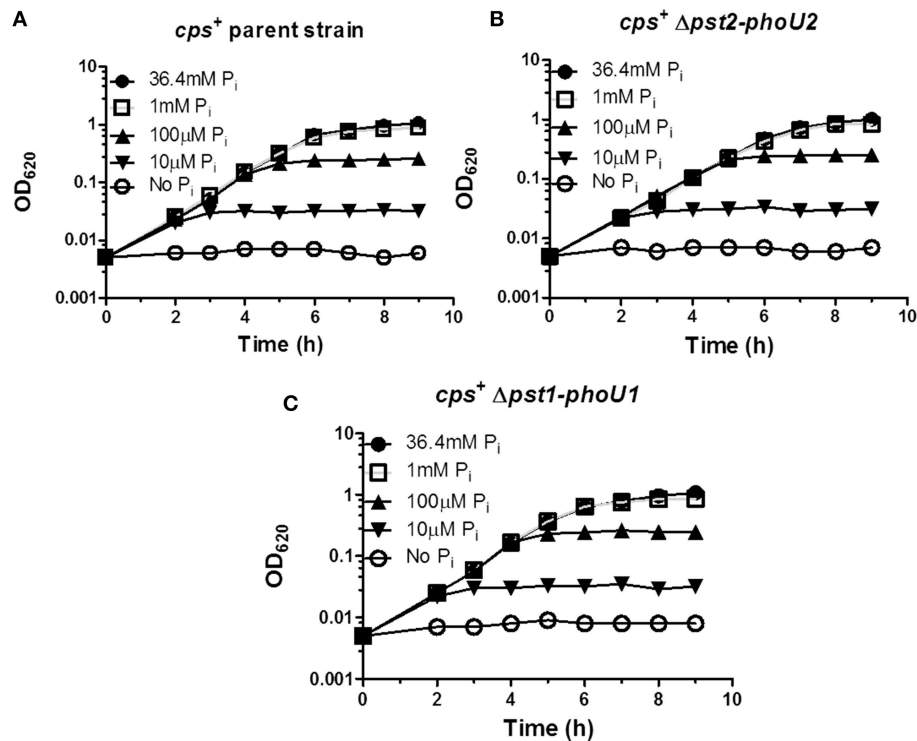 A
cps⁺ parent strain
10
1
0.1
0.01
0.001
OD₆₂₀
36.4mM Pᵢ
1mM Pᵢ
100μM Pᵢ
10μM Pᵢ
No Pᵢ
0 2 4 6 8 10
Time (h)
B
cps⁺ Δpst2-phoU2
10
1
0.1
0.01
0.001
OD₆₂₀
36.4mM Pᵢ
1mM Pᵢ
100μM Pᵢ
10μM Pᵢ
No Pᵢ
0 2 4 6 8 10
Time (h)
C
cps⁺ Δpst1-phoU1
10
1
0.1
0.01
0.001
OD₆₂₀
36.4mM Pᵢ
1mM Pᵢ
100μM Pᵢ
10μM Pᵢ
No Pᵢ
0 2 4 6 8 10
Time (h)